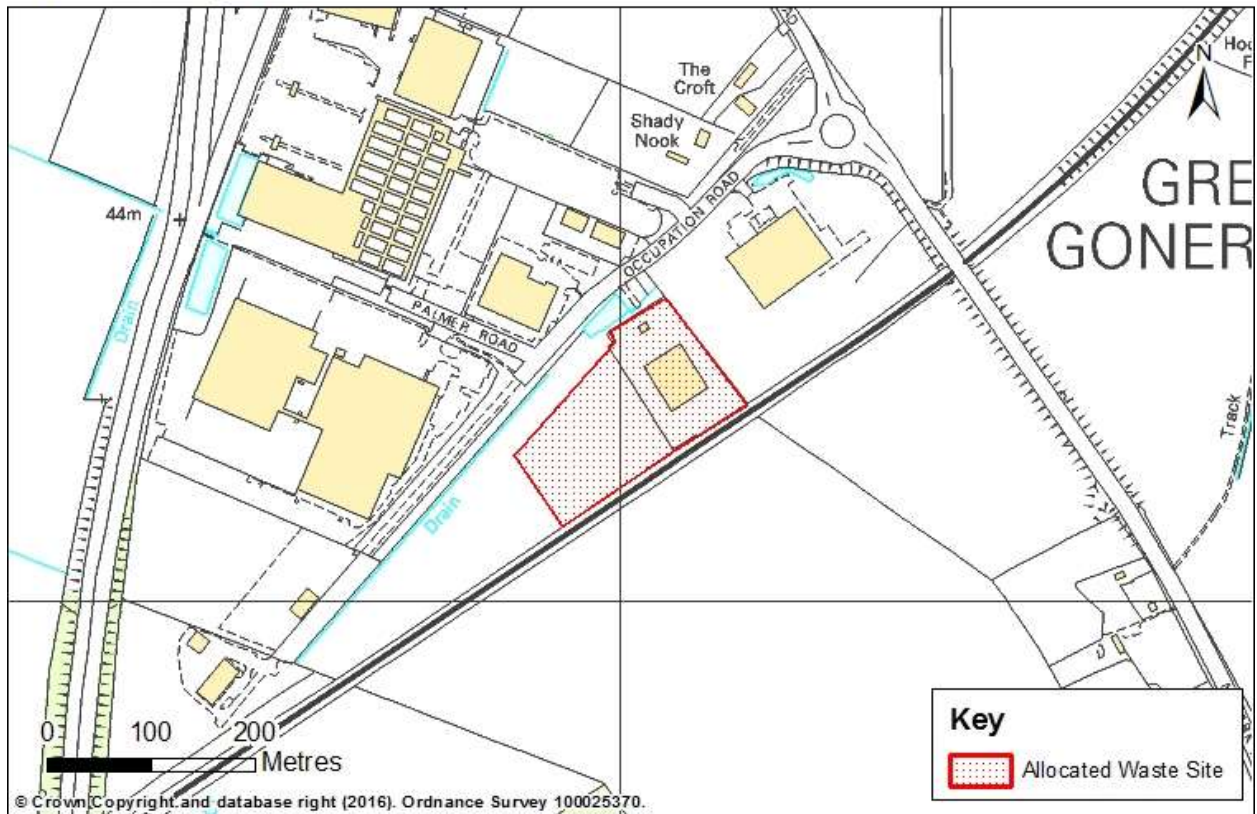 The
Croft
Shady
Nook
N
44m
GRE
GONER
OCCUPATION ROAD
PALMER ROAD
Drain
Drain
Track
0 100 200
Metres
Key
Allocated Waste Site
© Crown Copyright and database right (2016). Ordnance Survey 100025370.